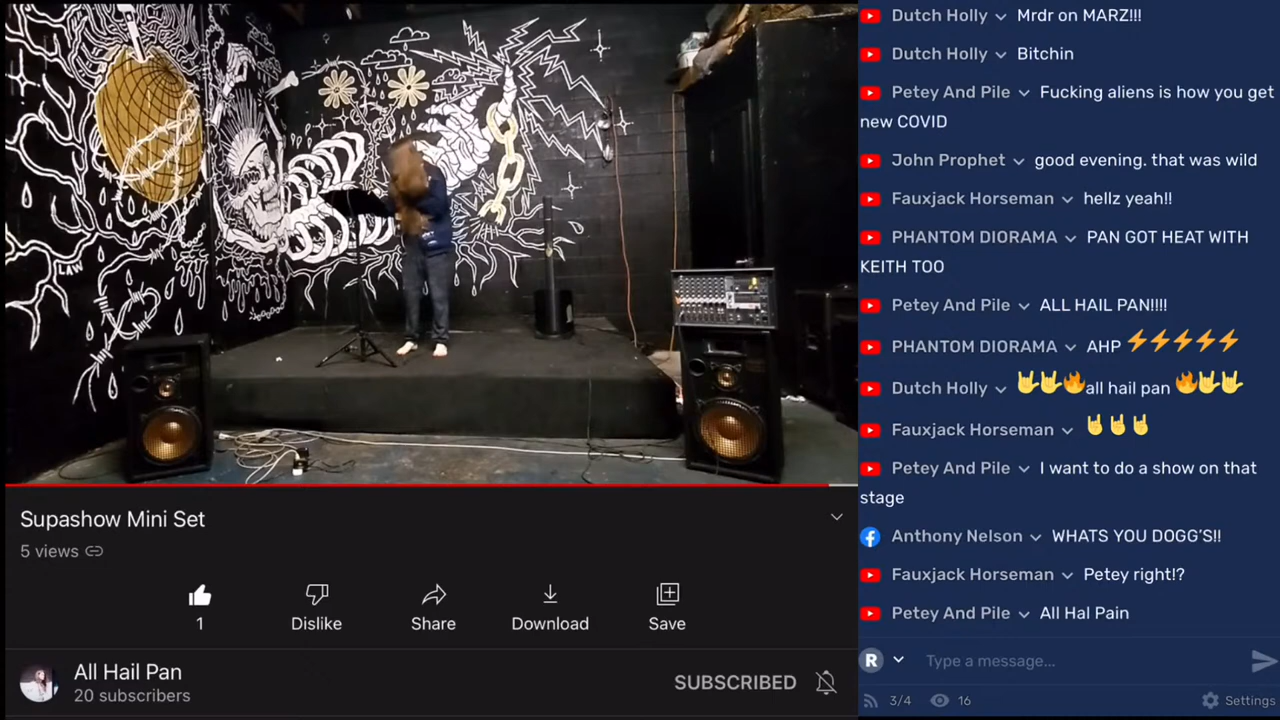 LAW
Supashow Mini Set
5 views
1
Dislike
Share
Download
Save
All Hail Pan
20 subscribers
SUBSCRIBED
Dutch Holly Mrdr on MARZ!!!
Dutch Holly Bitchin
Petey And Pile Fucking aliens is how you get
new COVID
John Prophet good evening. that was wild
Fauxjack Horseman hellz yeah!!
PHANTOM DIORAMA PAN GOT HEAT WITH
KEITH TOO
Petey And Pile ALL HAIL PAN!!!!
PHANTOM DIORAMA AHP ⚡⚡⚡⚡⚡
Dutch Holly 🤘🤘🔥all hail pan 🔥🤘🤘
Fauxjack Horseman 🤘🤘🤘
Petey And Pile I want to do a show on that
stage
Anthony Nelson WHATS YOU DOGG'S!!
Fauxjack Horseman Petey right!?
Petey And Pile All Hal Pain
R Type a message...
3/4 16 Settings